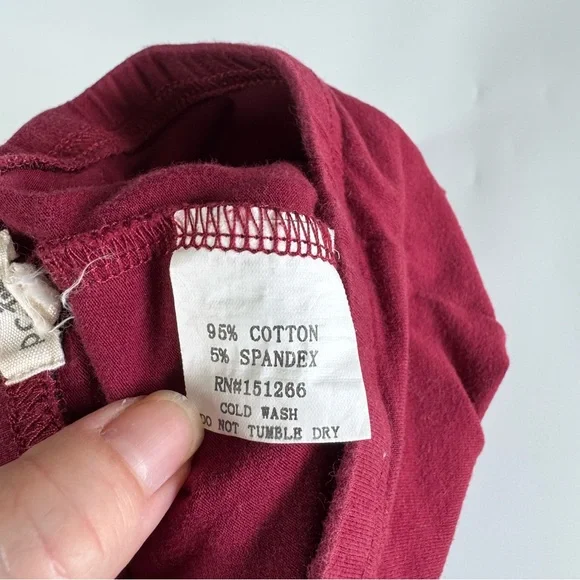 95% COTTON
5% SPANDEX
RN#151266
COLD WASH
DO NOT TUMBLE DRY